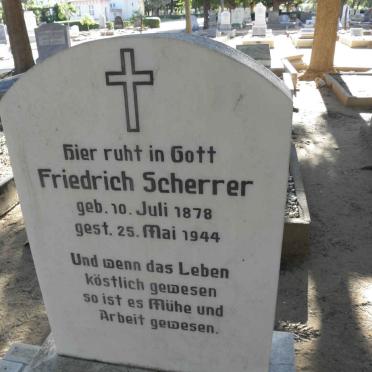 Hier ruht in Gott
Friedrich Scherrer
geb. 10. Juli 1878
gest. 25. Mai 1944
Und wenn das Leben
köstlich gewesen
so ist es Mühe und
Arbeit gewesen.